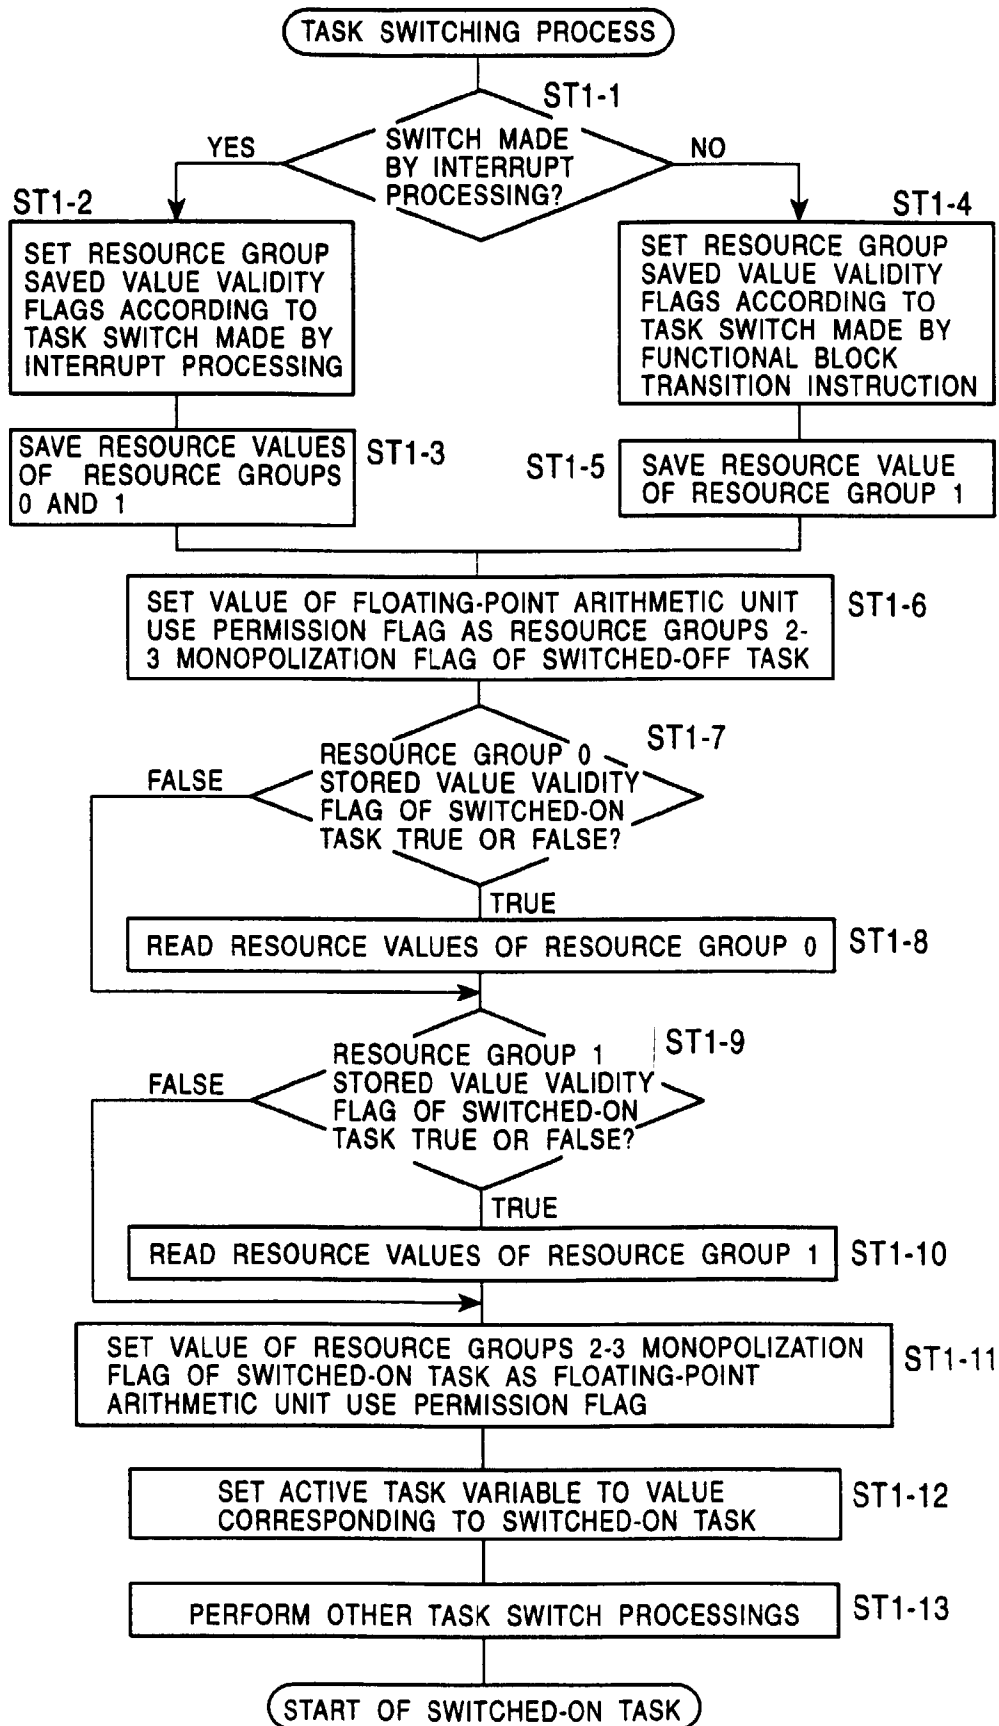 TASK SWITCHING PROCESS
ST1-1
SWITCH MADE
BY INTERRUPT
PROCESSING?
YES
NO
ST1-2
SET RESOURCE GROUP
SAVED VALUE VALIDITY
FLAGS ACCORDING TO
TASK SWITCH MADE BY
INTERRUPT PROCESSING
ST1-4
SET RESOURCE GROUP
SAVED VALUE VALIDITY
FLAGS ACCORDING TO
TASK SWITCH MADE BY
FUNCTIONAL BLOCK
TRANSITION INSTRUCTION
SAVE RESOURCE VALUES
OF RESOURCE GROUPS
0 AND 1
ST1-3
ST1-5
SAVE RESOURCE VALUE
OF RESOURCE GROUP 1
SET VALUE OF FLOATING-POINT ARITHMETIC UNIT
USE PERMISSION FLAG AS RESOURCE GROUPS 2-
3 MONOPOLIZATION FLAG OF SWITCHED-OFF TASK
ST1-6
ST1-7
RESOURCE GROUP 0
STORED VALUE VALIDITY
FLAG OF SWITCHED-ON
TASK TRUE OR FALSE?
FALSE
TRUE
READ RESOURCE VALUES OF RESOURCE GROUP 0
ST1-8
ST1-9
RESOURCE GROUP 1
STORED VALUE VALIDITY
FLAG OF SWITCHED-ON
TASK TRUE OR FALSE?
FALSE
TRUE
READ RESOURCE VALUES OF RESOURCE GROUP 1
ST1-10
SET VALUE OF RESOURCE GROUPS 2-3 MONOPOLIZATION
FLAG OF SWITCHED-ON TASK AS FLOATING-POINT
ARITHMETIC UNIT USE PERMISSION FLAG
ST1-11
SET ACTIVE TASK VARIABLE TO VALUE
CORRESPONDING TO SWITCHED-ON TASK
ST1-12
PERFORM OTHER TASK SWITCH PROCESSINGS
ST1-13
START OF SWITCHED-ON TASK